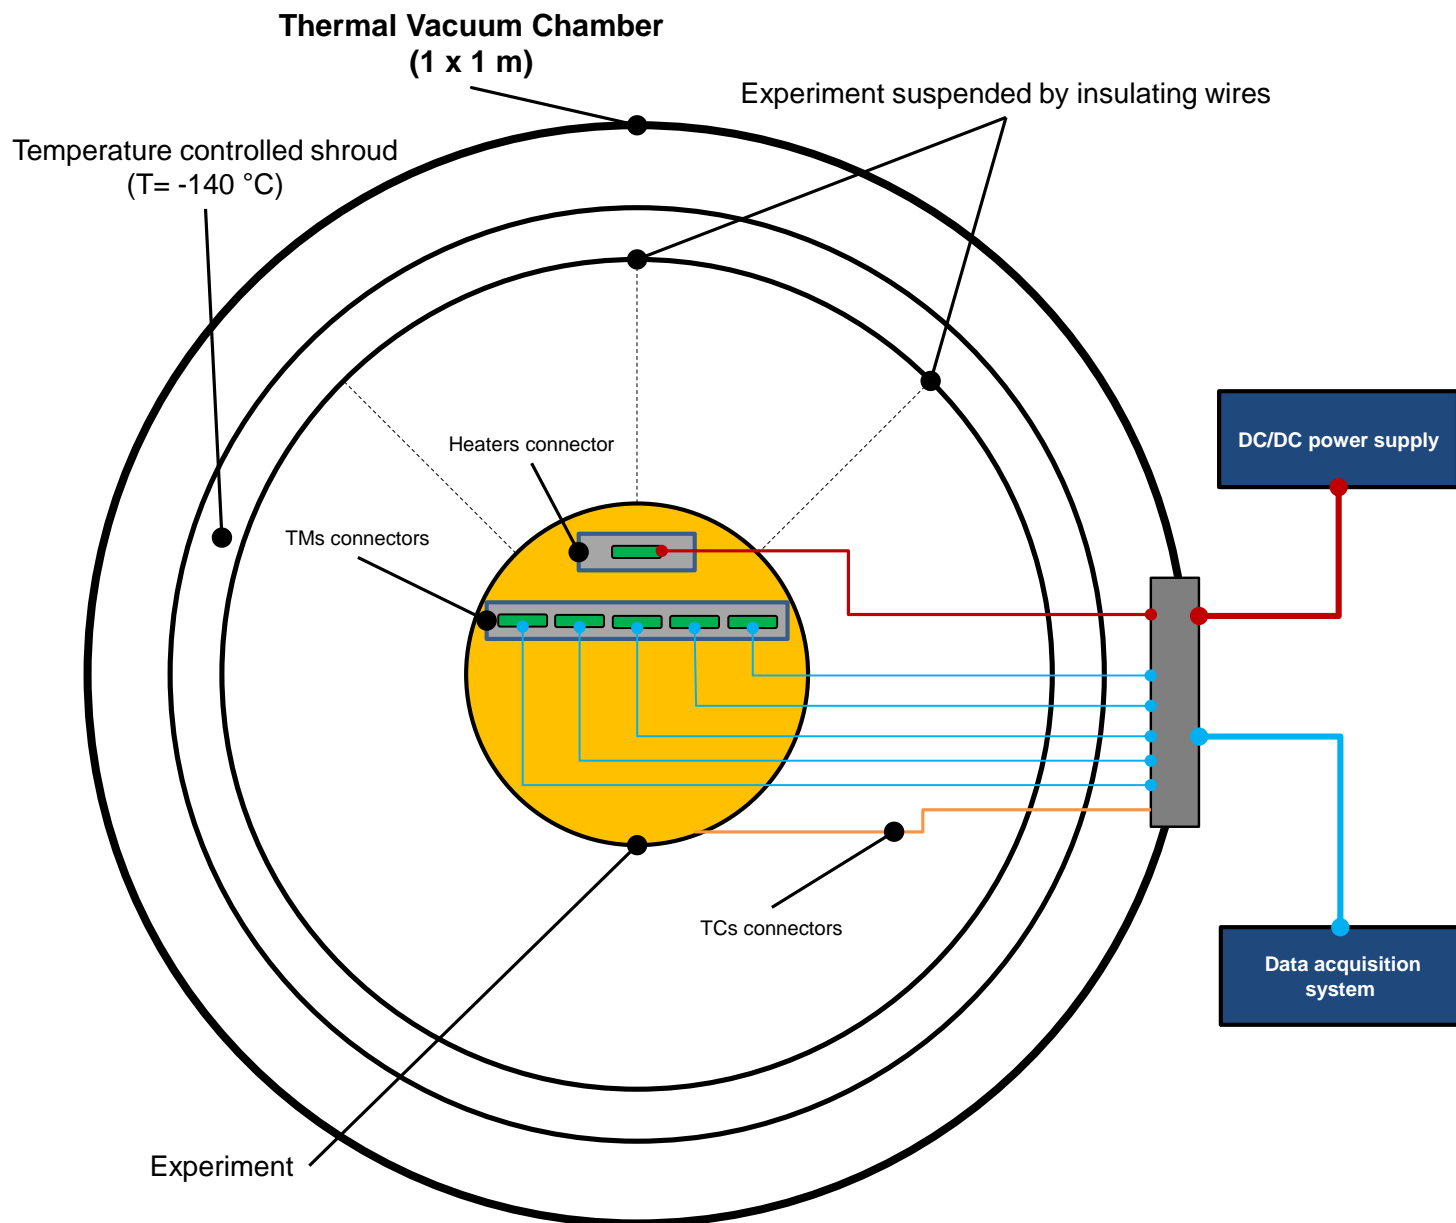 Thermal Vacuum Chamber
(1 x 1 m)
Experiment suspended by insulating wires
Temperature controlled shroud
(T= -140 °C)
Heaters connector
DC/DC power supply
TMs connectors
TCs connectors
Data acquisition
system
Experiment